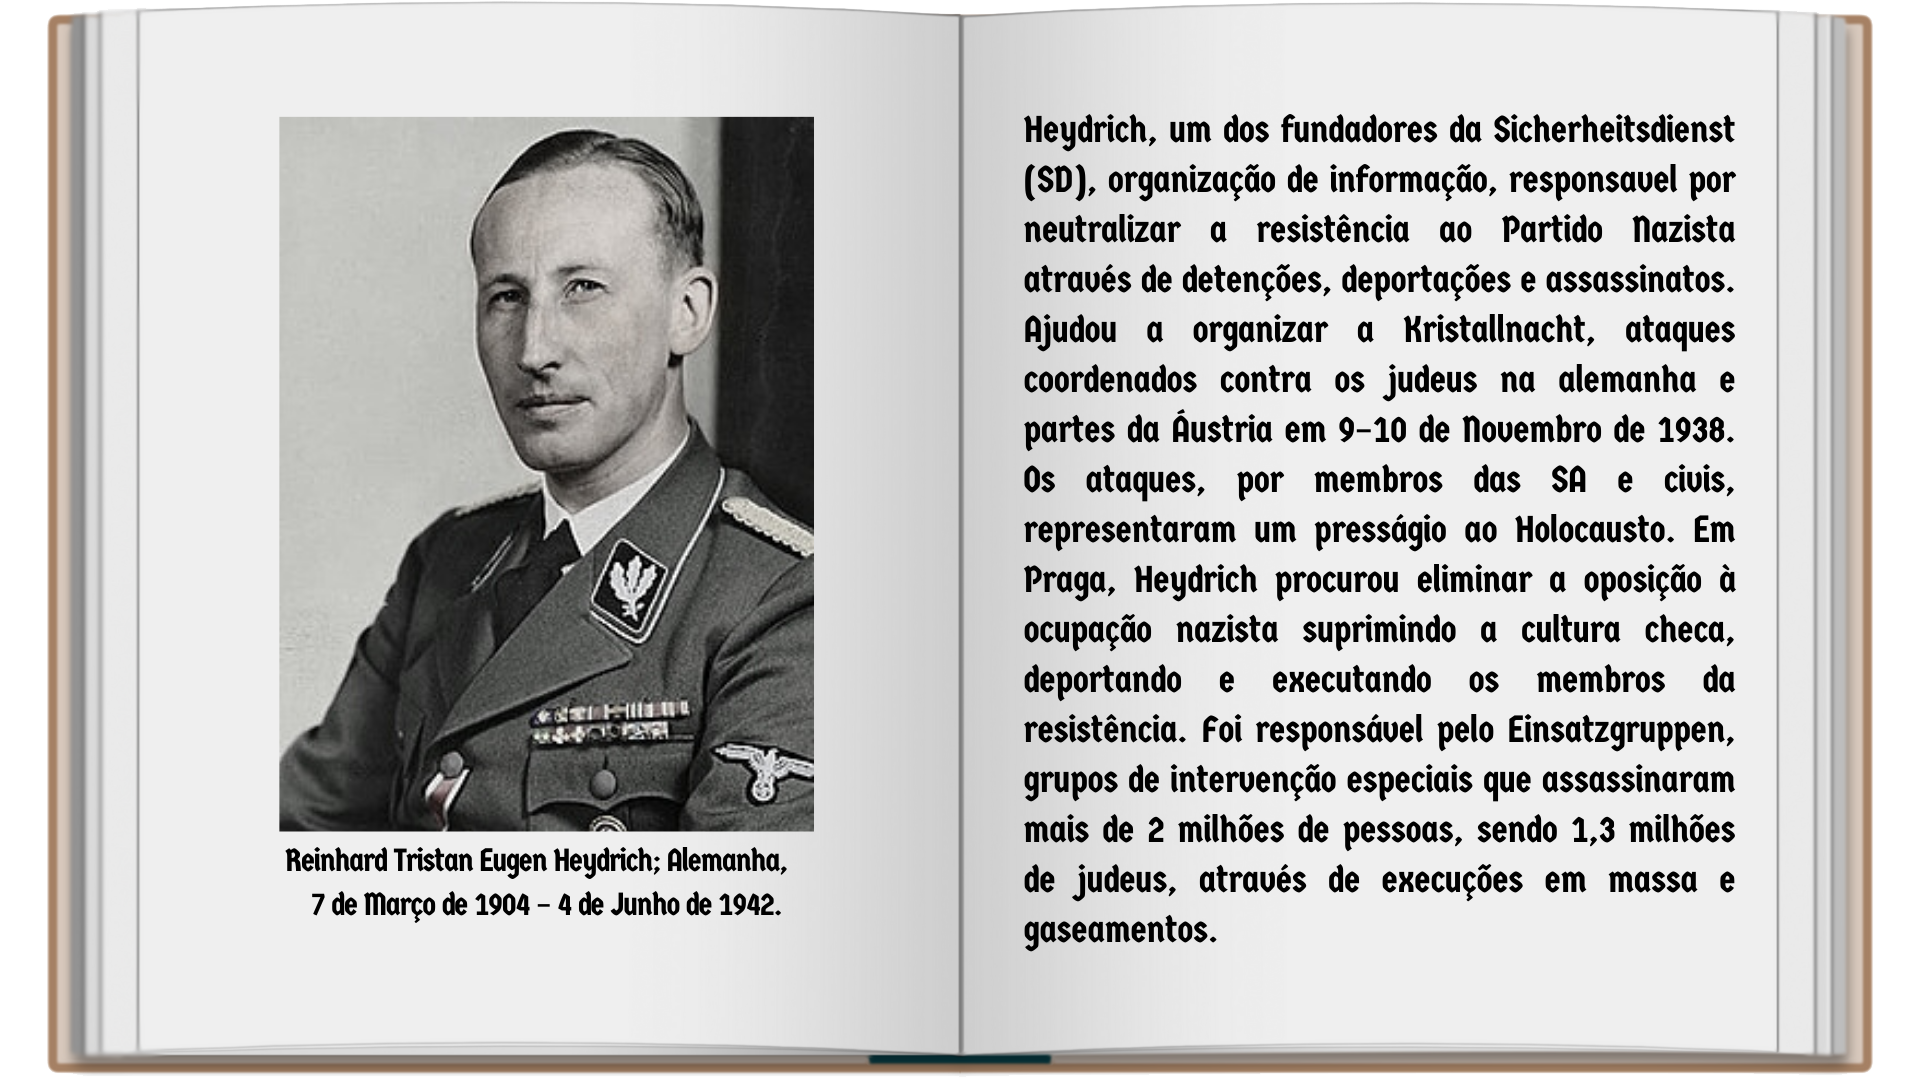 Reinhard Tristan Eugen Heydrich; Alemanha,
7 de Março de 1904 – 4 de Junho de 1942.
Heydrich, um dos fundadores da Sicherheitsdienst
(SD), organização de informação, responsavel por
neutralizar a resistência ao Partido Nazista
através de detenções, deportações e assassinatos.
Ajudou a organizar a Kristallnacht, ataques
coordenados contra os judeus na alemanha e
partes da Áustria em 9–10 de Novembro de 1938.
Os ataques, por membros das SA e civis,
representaram um presságio ao Holocausto. Em
Praga, Heydrich procurou eliminar a oposição à
ocupação nazista suprimindo a cultura checa,
deportando e executando os membros da
resistência. Foi responsável pelo Einsatzgruppen,
grupos de intervenção especiais que assassinaram
mais de 2 milhões de pessoas, sendo 1,3 milhões
de judeus, através de execuções em massa e
gaseamentos.